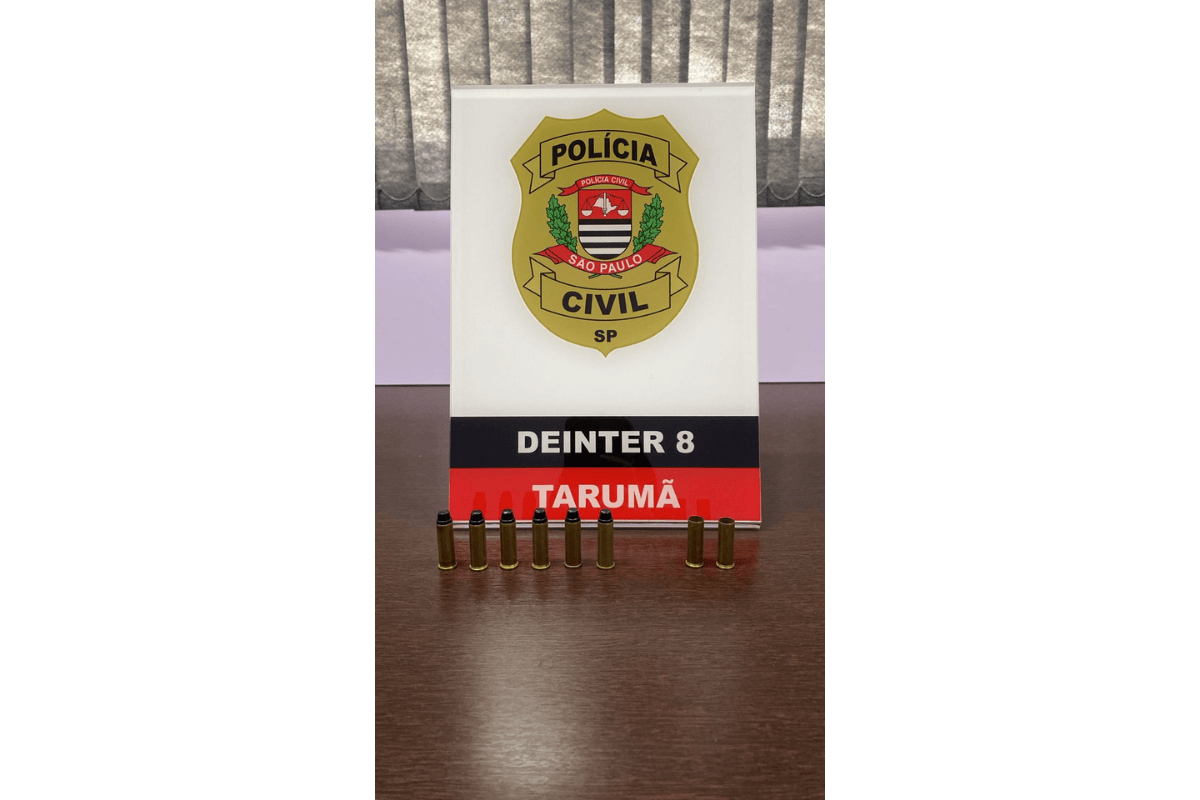 POLÍCIA
POLÍCIA CIVIL
SÃO PAULO
CIVIL
SP
DEINTER 8
TARUMÃ